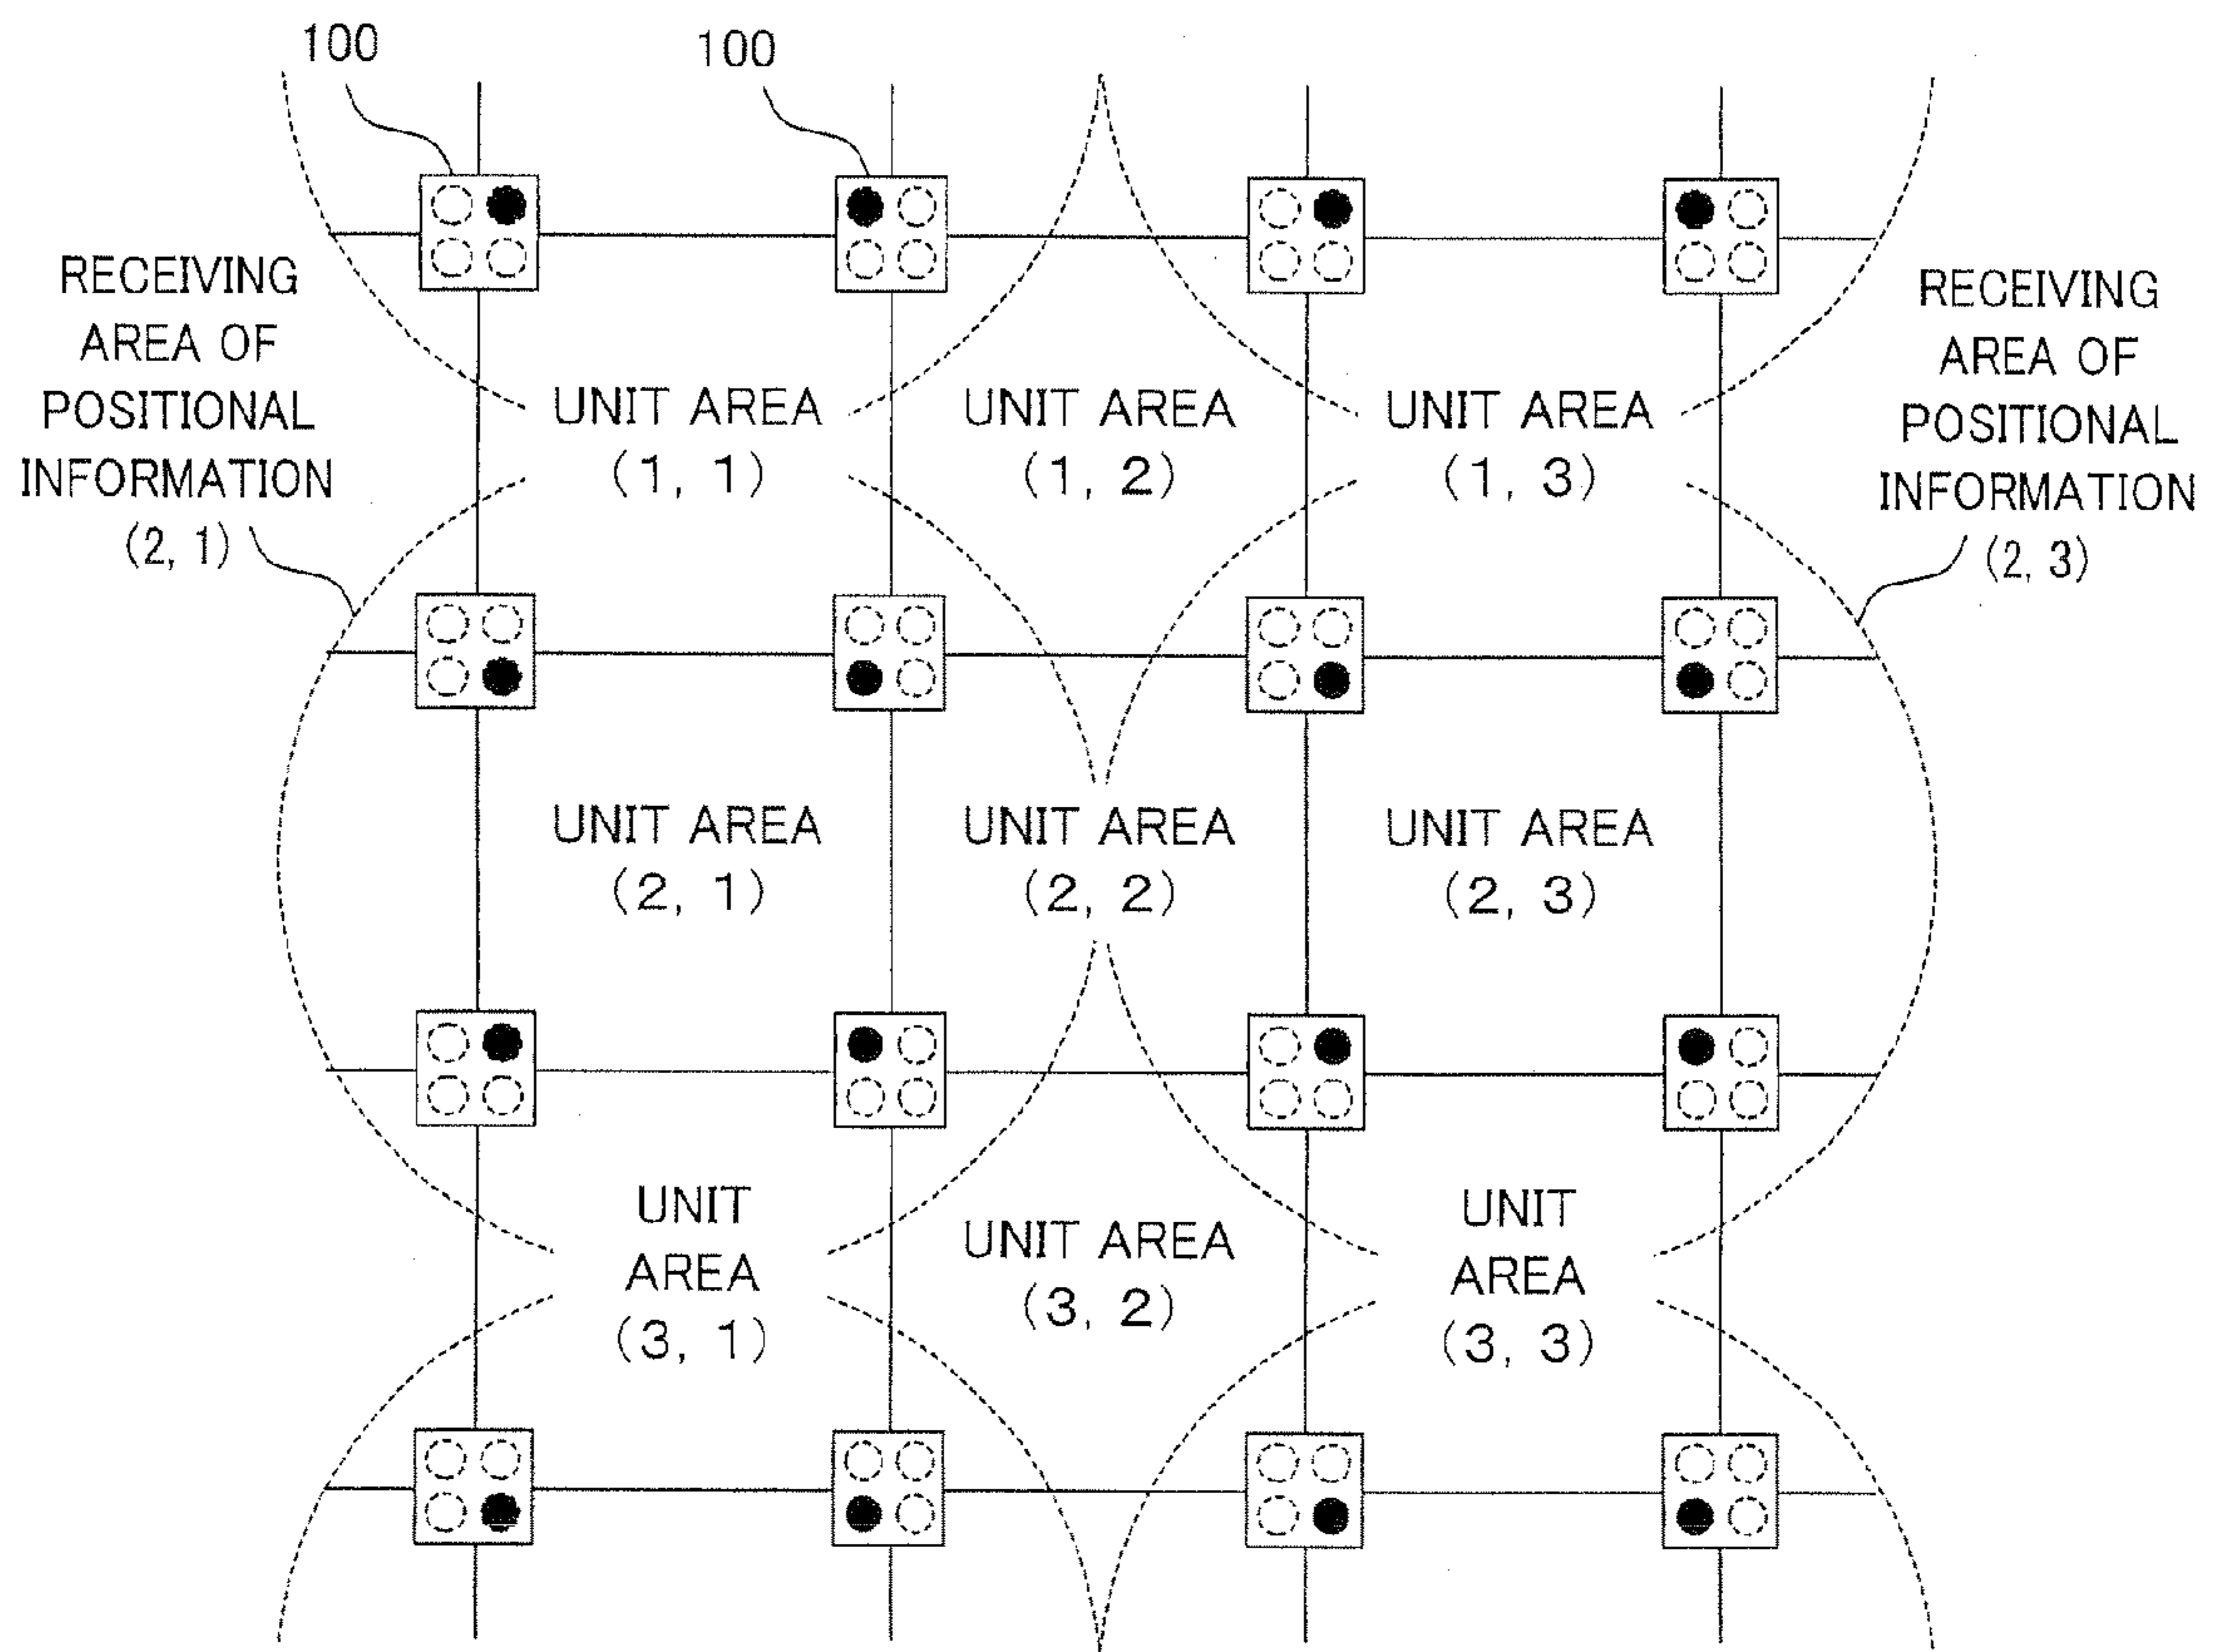 100
100
RECEIVING
AREA OF
POSITIONAL
INFORMATION
(2, 1)
RECEIVING
AREA OF
POSITIONAL
INFORMATION
(2, 3)
UNIT AREA
(1, 1)
UNIT AREA
(1, 2)
UNIT AREA
(1, 3)
UNIT AREA
(2, 1)
UNIT AREA
(2, 2)
UNIT AREA
(2, 3)
UNIT
AREA
(3, 1)
UNIT AREA
(3, 2)
UNIT
AREA
(3, 3)